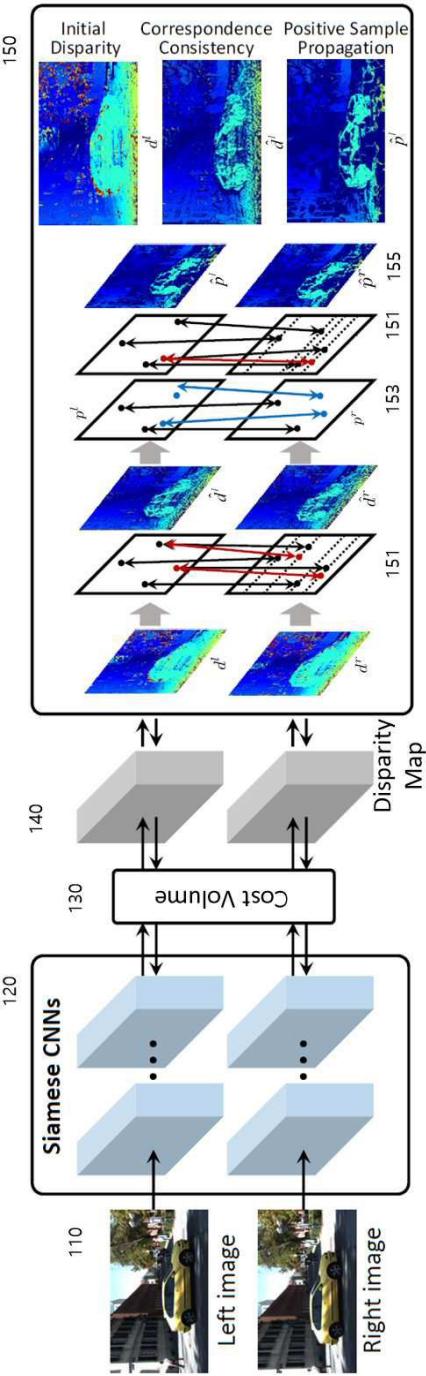 110
Left image
Right image
120
Siamese CNNs
130
Cost Volume
140
Disparity
Map
150
d^l
d^r
151
d̂^l
d̂^r
p^l
p^r
153
151
p̂^l
p̂^r
155
Initial
Disparity
d^l
Correspondence
Consistency
d̂^l
Positive Sample
Propagation
p̂^l